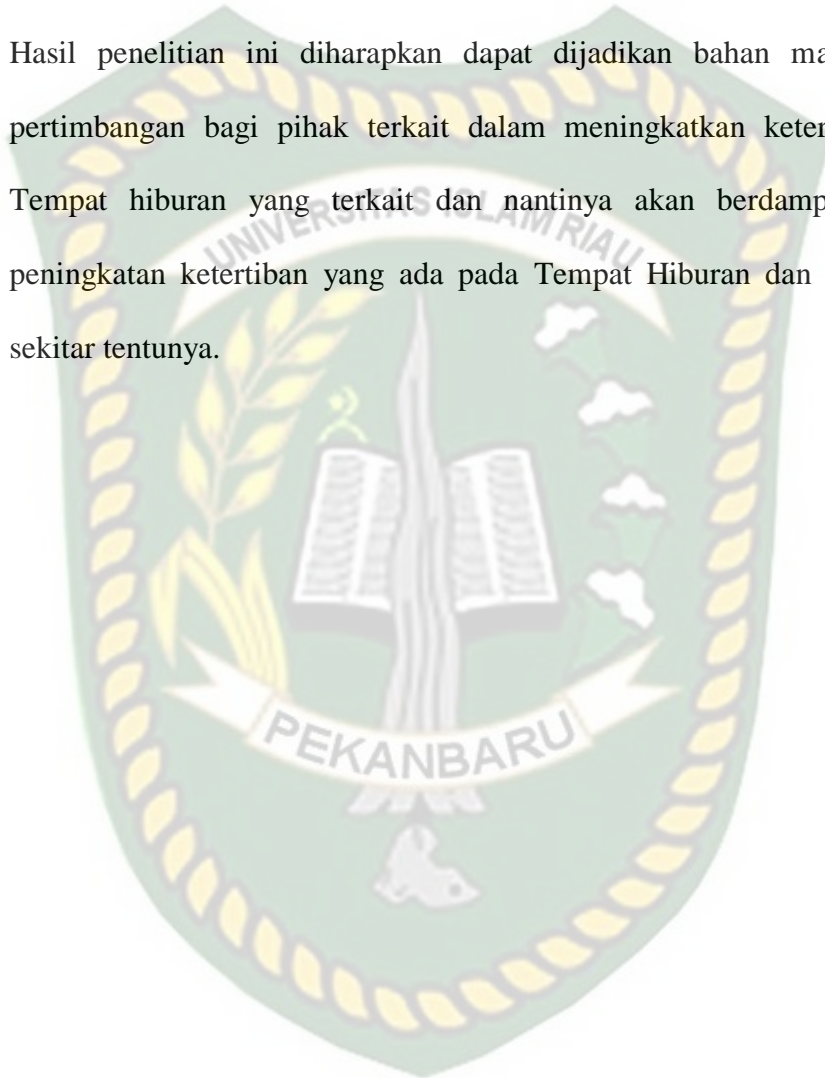 Hasil penelitian ini diharapkan dapat dijadikan bahan
pertimbangan bagi pihak terkait dalam meningkatkan
Tempat hiburan yang terkait dan nantinya akan
peningkatan ketertiban yang ada pada Tempat Hiburan dan
sekitar tentunya.
UNIVERSITAS ISLAM RIAU
PEKANBARU